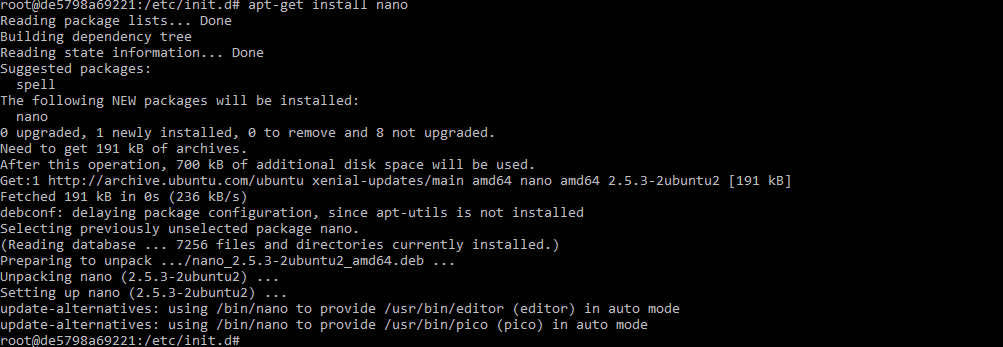 root@de5798a69221:/etc/init.d# apt-get install nano
Reading package lists... Done
Building dependency tree
Reading state information... Done
Suggested packages:
  spell
The following NEW packages will be installed:
  nano
0 upgraded, 1 newly installed, 0 to remove and 8 not upgraded.
Need to get 191 kB of archives.
After this operation, 700 kB of additional disk space will be used.
Get:1 http://archive.ubuntu.com/ubuntu xenial-updates/main amd64 nano amd64 2.5.3-2ubuntu2 [191 kB]
Fetched 191 kB in 0s (236 kB/s)
debconf: delaying package configuration, since apt-utils is not installed
Selecting previously unselected package nano.
(Reading database ... 7256 files and directories currently installed.)
Preparing to unpack .../nano_2.5.3-2ubuntu2_amd64.deb ...
Unpacking nano (2.5.3-2ubuntu2) ...
Setting up nano (2.5.3-2ubuntu2) ...
update-alternatives: using /bin/nano to provide /usr/bin/editor (editor) in auto mode
update-alternatives: using /bin/nano to provide /usr/bin/pico (pico) in auto mode
root@de5798a69221:/etc/init.d#